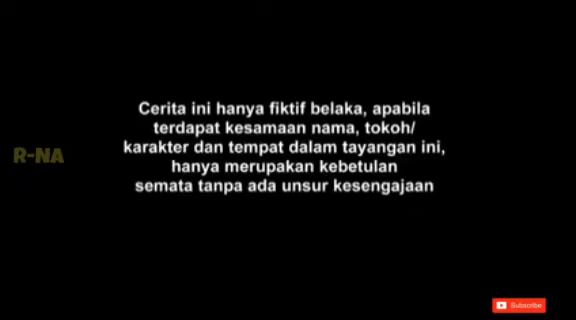 Cerita ini hanya fiktif belaka, apabila
terdapat kesamaan nama, tokoh/
karakter dan tempat dalam tayangan ini,
hanya merupakan kebetulan
semata tanpa ada unsur kesengajaan
R-NA
Subscribe